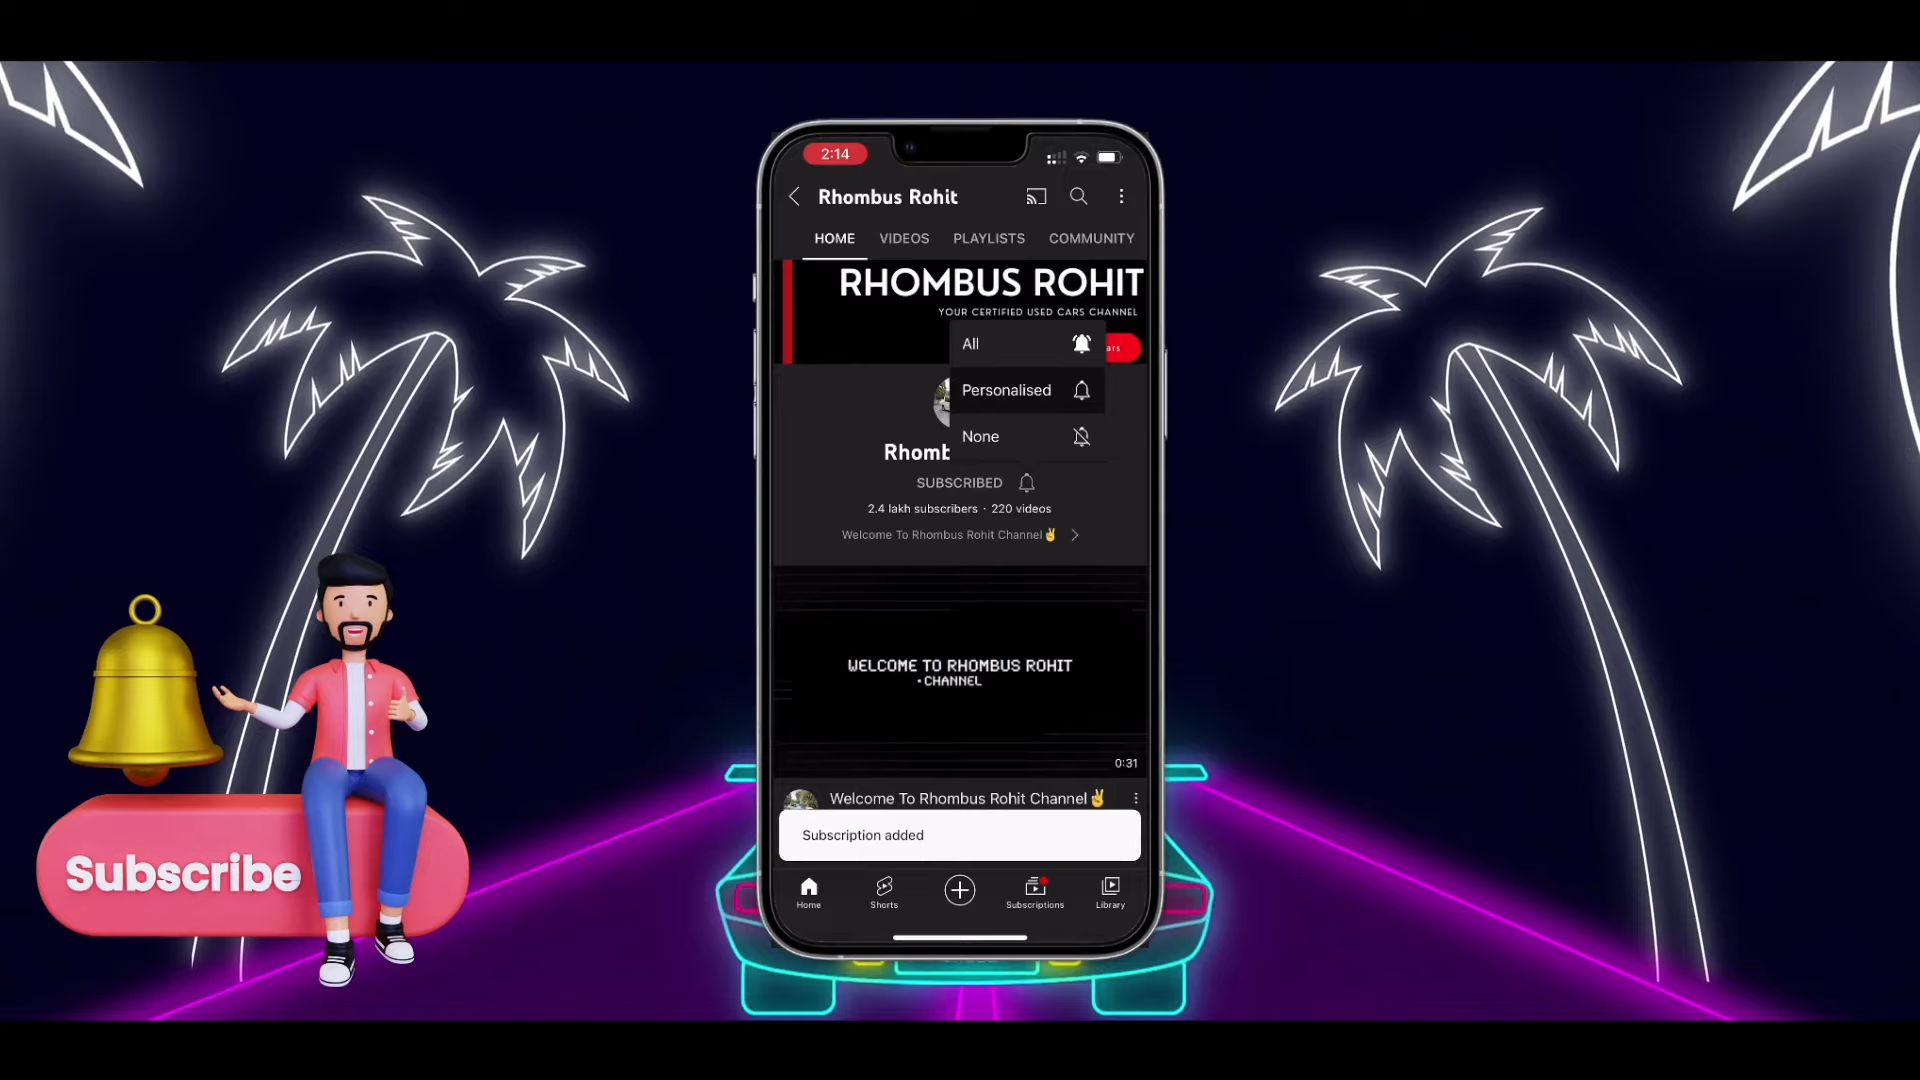 2:14
Rhombus Rohit
HOME VIDEOS PLAYLISTS COMMUNITY
RHOMBUS ROHIT
YOUR CERTIFIED USED CARS CHANNEL
All
Personalised
None
SUBSCRIBED
2.4 lakh subscribers · 220 videos
Welcome To Rhombus Rohit Channel✌
WELCOME TO RHOMBUS ROHIT
• CHANNEL
0:31
Welcome To Rhombus Rohit Channel✌
Subscription added
Home Shorts Subscriptions Library
Subscribe